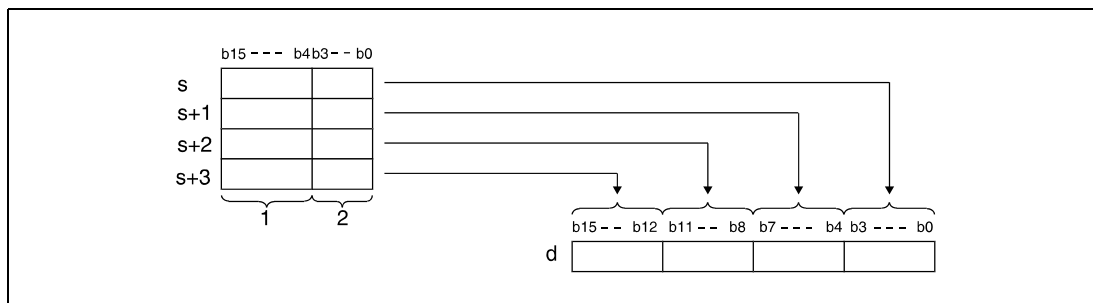 b15 --- b4 b3 -- b0
s
s+1
s+2
s+3
1 2
b15 -- b12 b11 -- b8 b7 --- b4 b3 ---- b0
d